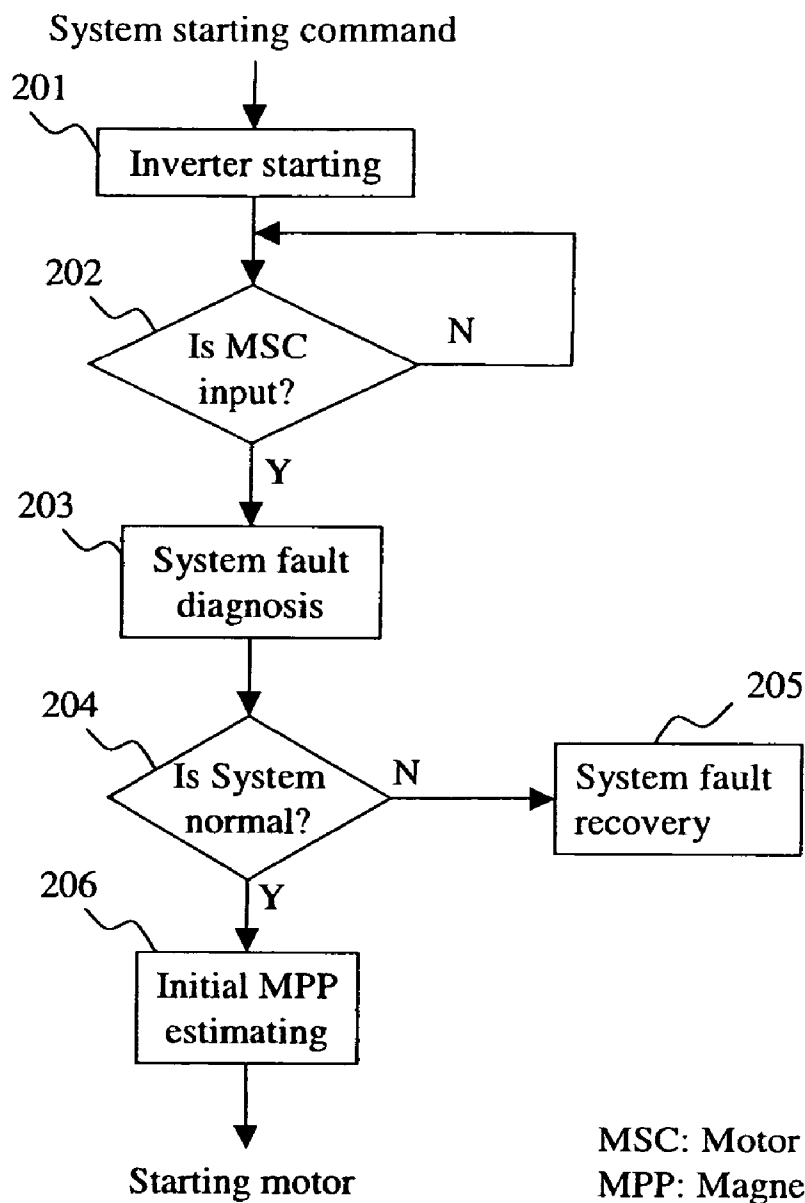 System starting command
201
Inverter starting
202
Is MSC
input?
N
Y
203
System fault
diagnosis
204
Is System
normal?
N
205
System fault
recovery
Y
206
Initial MPP
estimating
Starting motor
MSC: Motor
MPP: Magne